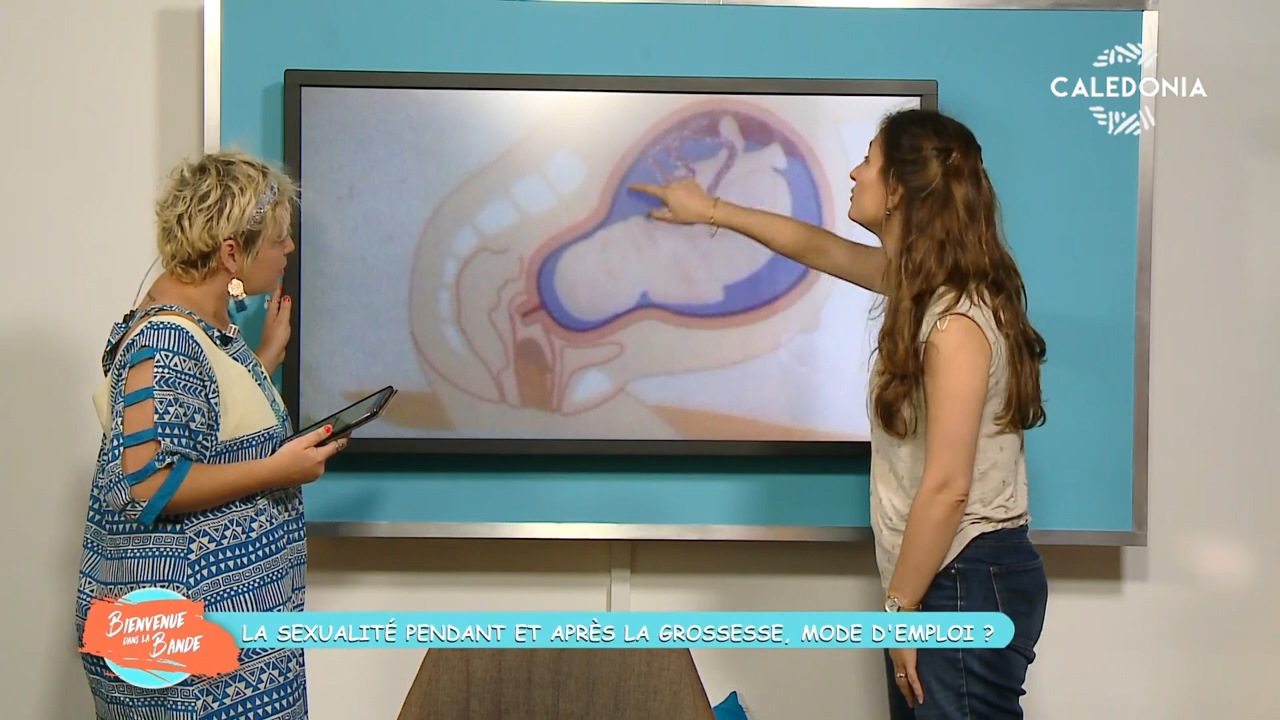 CALEDONIA
BIENVENUE
DANS LA
BANDE
LA SEXUALITÉ PENDANT ET APRÈS LA GROSSESSE, MODE D'EMPLOI ?